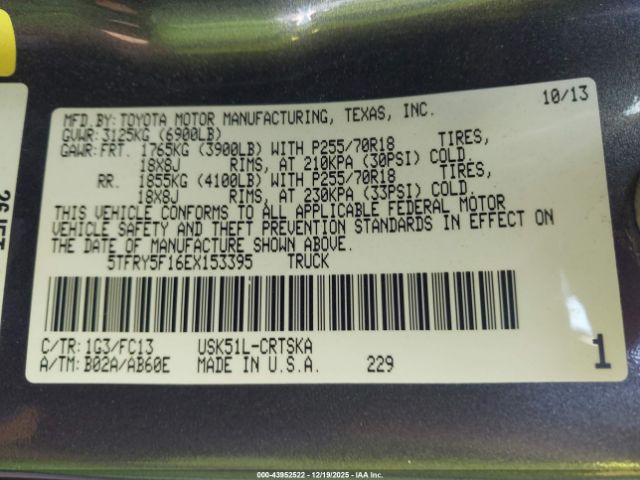 MFD.BY: TOYOTA MOTOR MANUFACTURING, TEXAS, INC. 10/13
GVWR: 3125KG (6900LB)
GAWR: FRT. 1765KG (3900LB) WITH P255/70R18 TIRES,
18X8J RIMS, AT 210KPA (30PSI) COLD.
RR. 1855KG (4100LB) WITH P255/70R18 TIRES,
18X8J RIMS, AT 230KPA (33PSI) COLD.
THIS VEHICLE CONFORMS TO ALL APPLICABLE FEDERAL MOTOR
VEHICLE SAFETY AND THEFT PREVENTION STANDARDS IN EFFECT ON
THE DATE OF MANUFACTURE SHOWN ABOVE.
5TFRY5F16EX153395 TRUCK
C/TR: 1G3/FC13 USK51L-CRTSKA
A/TM: B02A/AB60E MADE IN U.S.A. 229 1
000-43952522 - 12/19/2025 - IAA Inc.